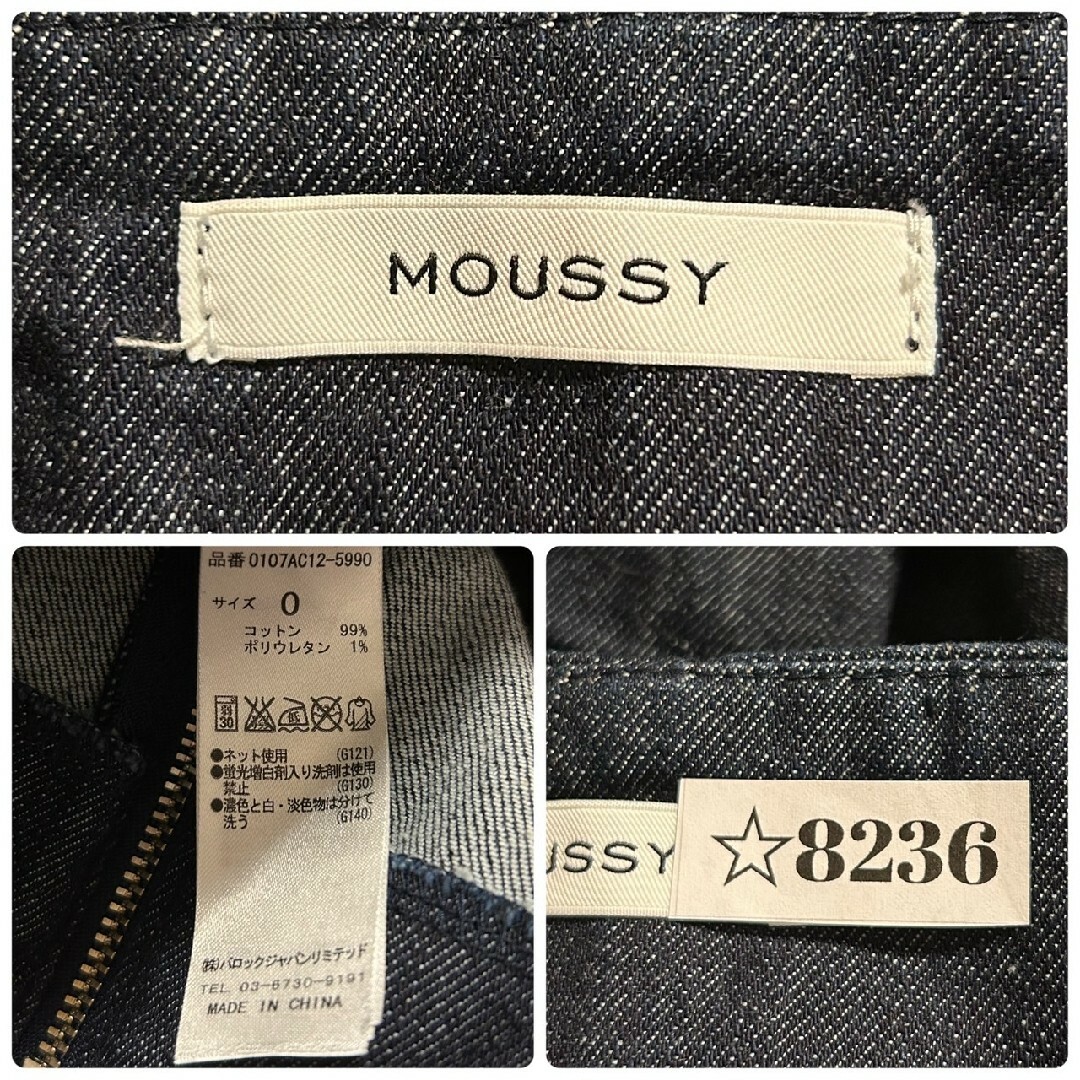 MOUSSY
品番 0107AC12-5990
サイズ 0
コットン 99%
ポリウレタン 1%
30
●ネット使用 (G121)
●蛍光増白剤入り洗剤は使用
禁止 (G130)
●濃色と白・淡色物は分けて
洗う (G140)
㈱バロックジャパンリミテッド
TEL 03-5730-9191
MADE IN CHINA
USSY
☆8236